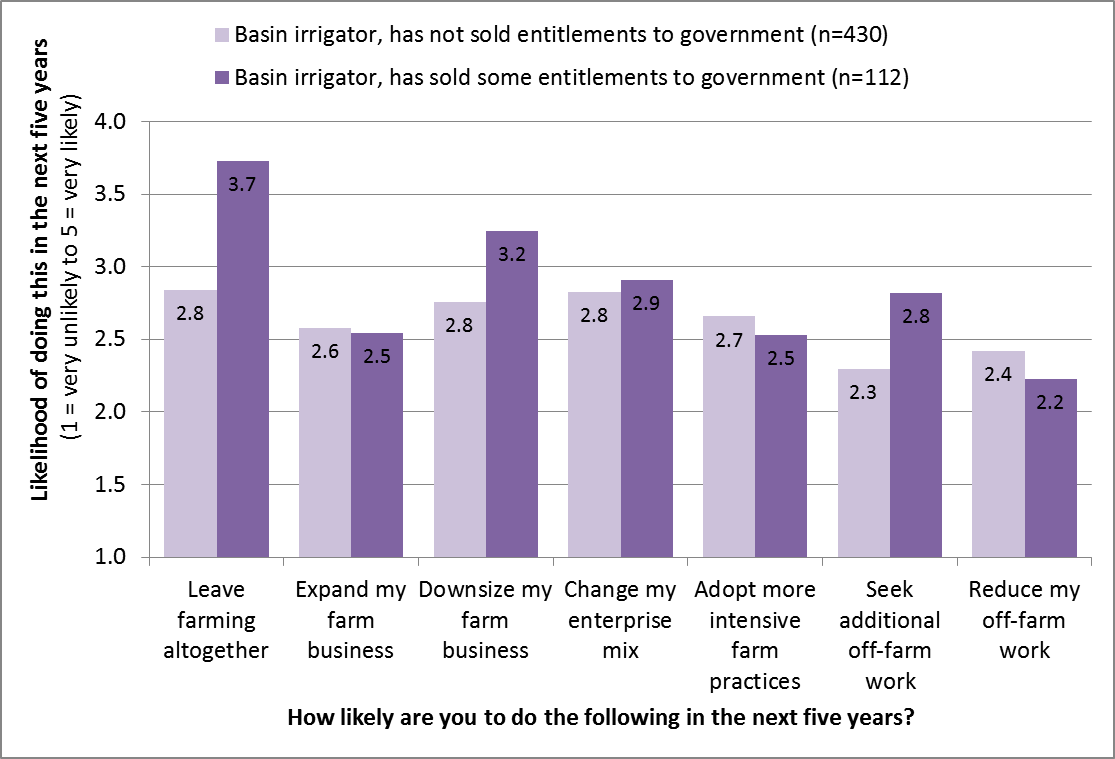 Basin irrigator, has not sold entitlements to government (n=430)
Basin irrigator, has sold some entitlements to government (n=112)
Likelihood of doing this in the next five years
(1 = very unlikely to 5 = very likely)
4.0
3.5
3.0
2.5
2.0
1.5
1.0
2.8
3.7
2.6
2.5
2.8
3.2
2.8
2.9
2.7
2.5
2.3
2.8
2.4
2.2
Leave
farming
altogether
Expand my
farm
business
Downsize my
farm
business
Change my
enterprise
mix
Adopt more
intensive
farm
practices
Seek
additional
off-farm
work
Reduce my
off-farm
work
How likely are you to do the following in the next five years?